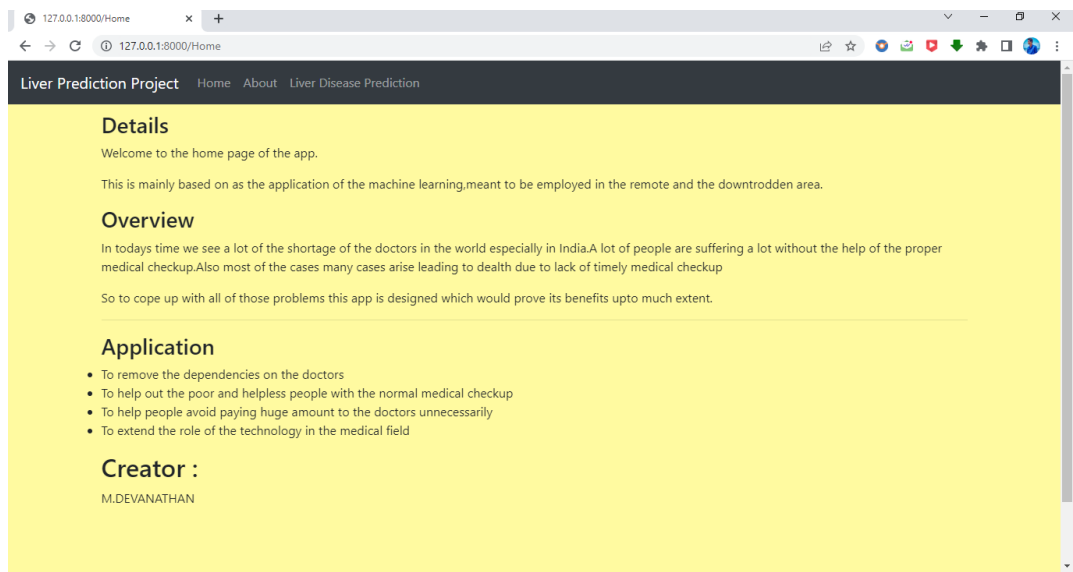 127.0.0.1:8000/Home
127.0.0.1:8000/Home
Liver Prediction Project Home About Liver Disease Prediction
Details
Welcome to the home page of the app.
This is mainly based on as the application of the machine learning,meant to be employed in the remote and the downtrodden area.
Overview
In todays time we see a lot of the shortage of the doctors in the world especially in India.A lot of people are suffering a lot without the help of the proper
medical checkup.Also most of the cases many cases arise leading to dealth due to lack of timely medical checkup
So to cope up with all of those problems this app is designed which would prove its benefits upto much extent.
Application
• To remove the dependencies on the doctors
• To help out the poor and helpless people with the normal medical checkup
• To help people avoid paying huge amount to the doctors unnecessarily
• To extend the role of the technology in the medical field
Creator :
M.DEVANATHAN